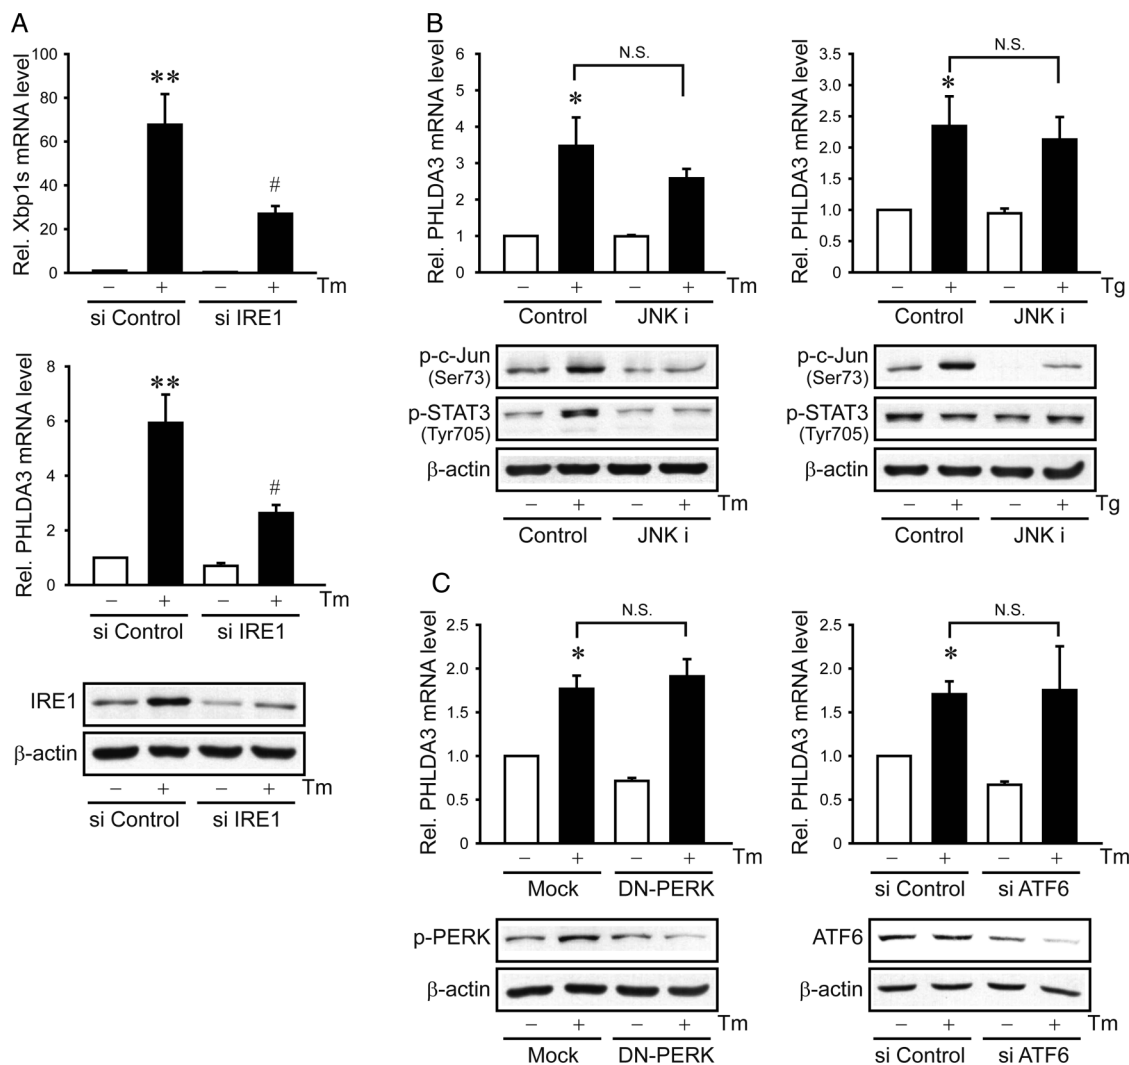 A
Rel. Xbp1s mRNA level
100
80
60
40
20
0
**
#
− + − + Tm
si Control si IRE1
Rel. PHLDA3 mRNA level
8
6
4
2
0
**
#
− + − + Tm
si Control si IRE1
IRE1
β-actin
− + − + Tm
si Control si IRE1
B
Rel. PHLDA3 mRNA level
6
5
4
3
2
1
0
N.S.
*
− + − + Tm
Control JNK i
p-c-Jun
(Ser73)
p-STAT3
(Tyr705)
β-actin
− + − + Tm
Control JNK i
Rel. PHLDA3 mRNA level
3.5
3.0
2.5
2.0
1.5
1.0
0.5
0
N.S.
*
− + − + Tg
Control JNK i
p-c-Jun
(Ser73)
p-STAT3
(Tyr705)
β-actin
− + − + Tg
Control JNK i
C
Rel. PHLDA3 mRNA level
2.5
2.0
1.5
1.0
0.5
0
N.S.
*
− + − + Tm
Mock DN-PERK
p-PERK
β-actin
− + − + Tm
Mock DN-PERK
Rel. PHLDA3 mRNA level
2.5
2.0
1.5
1.0
0.5
0
N.S.
*
− + − + Tm
si Control si ATF6
ATF6
β-actin
− + − + Tm
si Control si ATF6